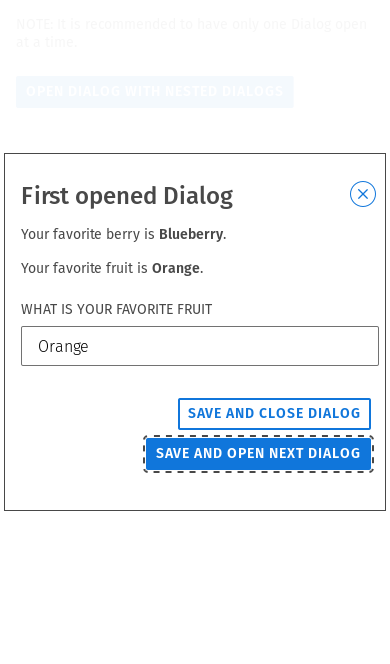 NOTE: It is recommended to have only one Dialog open
at a time.
OPEN DIALOG WITH NESTED DIALOGS
First opened Dialog
Your favorite berry is Blueberry.
Your favorite fruit is Orange.
WHAT IS YOUR FAVORITE FRUIT
Orange
SAVE AND CLOSE DIALOG
SAVE AND OPEN NEXT DIALOG